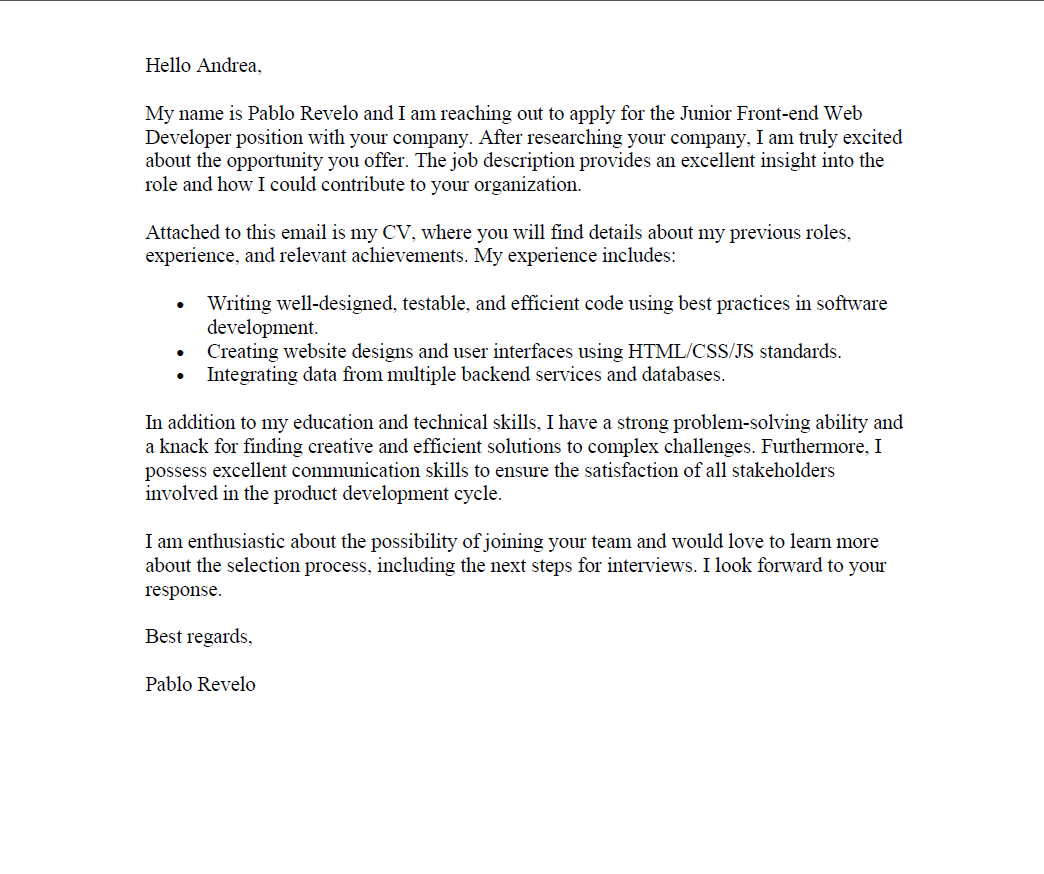 Hello Andrea,
My name is Pablo Revelo and I am reaching out to apply for the Junior Front-end Web
Developer position with your company. After researching your company, I am truly excited
about the opportunity you offer. The job description provides an excellent insight into the
role and how I could contribute to your organization.
Attached to this email is my CV, where you will find details about my previous roles,
experience, and relevant achievements. My experience includes:
• Writing well-designed, testable, and efficient code using best practices in software
development.
• Creating website designs and user interfaces using HTML/CSS/JS standards.
• Integrating data from multiple backend services and databases.
In addition to my education and technical skills, I have a strong problem-solving ability and
a knack for finding creative and efficient solutions to complex challenges. Furthermore, I
possess excellent communication skills to ensure the satisfaction of all stakeholders
involved in the product development cycle.
I am enthusiastic about the possibility of joining your team and would love to learn more
about the selection process, including the next steps for interviews. I look forward to your
response.
Best regards,
Pablo Revelo